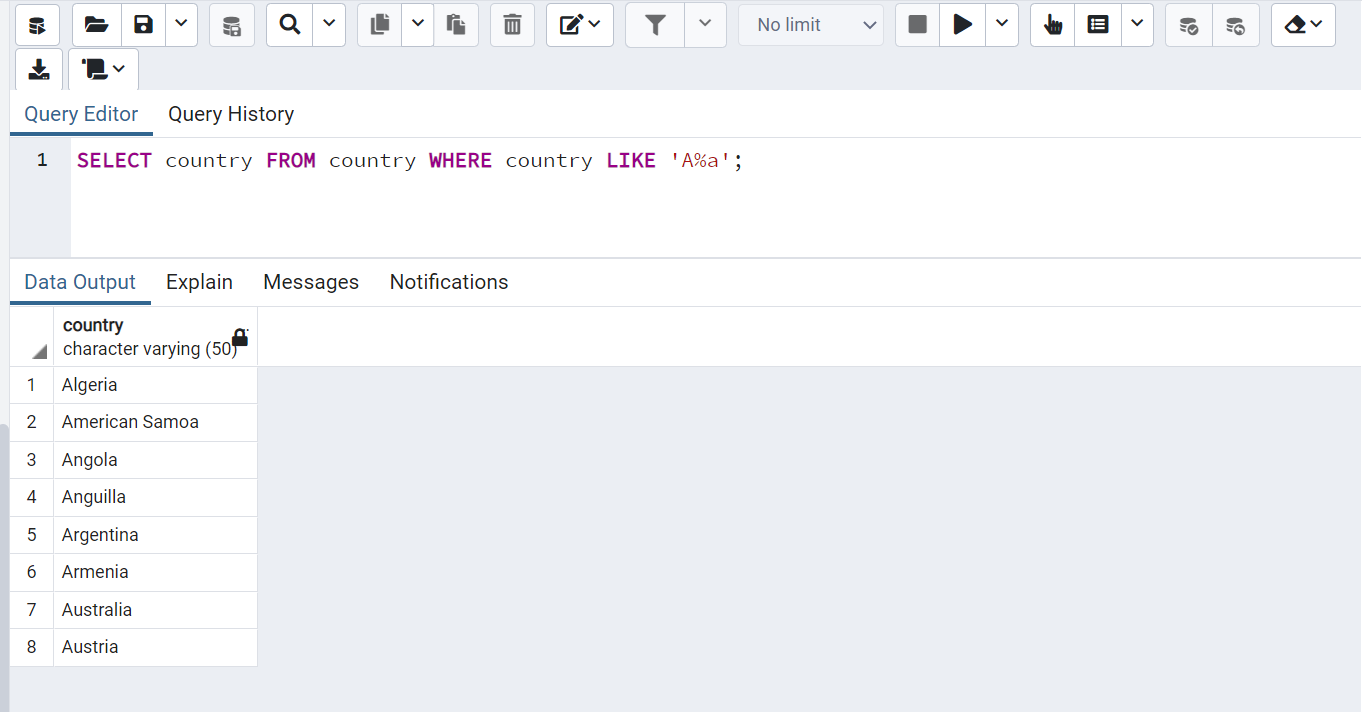 No limit
Query Editor Query History
1 SELECT country FROM country WHERE country LIKE 'A%a';
Data Output Explain Messages Notifications
country
character varying (50)
1 Algeria
2 American Samoa
3 Angola
4 Anguilla
5 Argentina
6 Armenia
7 Australia
8 Austria